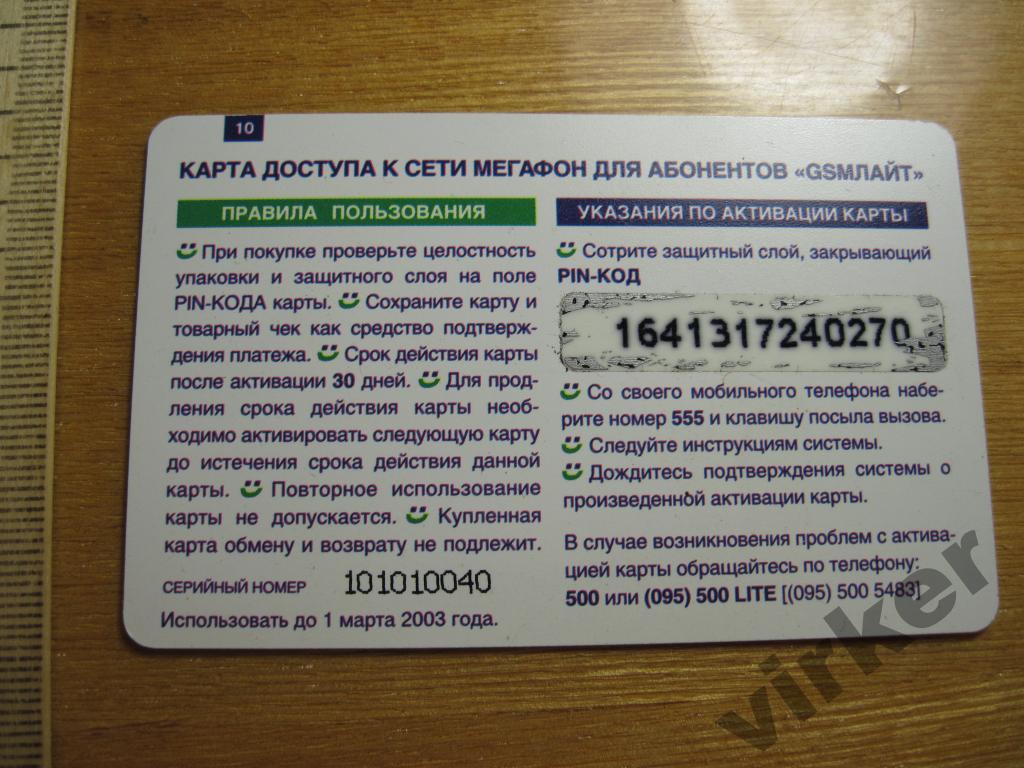 10
КАРТА ДОСТУПА К СЕТИ МЕГАФОН ДЛЯ АБОНЕНТОВ «GSMЛАЙТ»
ПРАВИЛА ПОЛЬЗОВАНИЯ
При покупке проверьте целостность
упаковки и защитного слоя на поле
PIN-КОДА карты. Сохраните карту и
товарный чек как средство подтверж-
дения платежа. Срок действия карты
после активации 30 дней. Для прод-
ления срока действия карты необ-
ходимо активировать следующую карту
до истечения срока действия данной
карты. Повторное использование
карты не допускается. Купленная
карта обмену и возврату не подлежит.
СЕРИЙНЫЙ НОМЕР 101010040
Использовать до 1 марта 2003 года.
УКАЗАНИЯ ПО АКТИВАЦИИ КАРТЫ
Сотрите защитный слой, закрывающий
PIN-КОД
1641317240270
Со своего мобильного телефона набе-
рите номер 555 и клавишу посыла вызова.
Следуйте инструкциям системы.
Дождитесь подтверждения системы о
произведенной активации карты.
В случае возникновения проблем с актива-
цией карты обращайтесь по телефону:
500 или (095) 500 LITE [(095) 500 5483]
virker